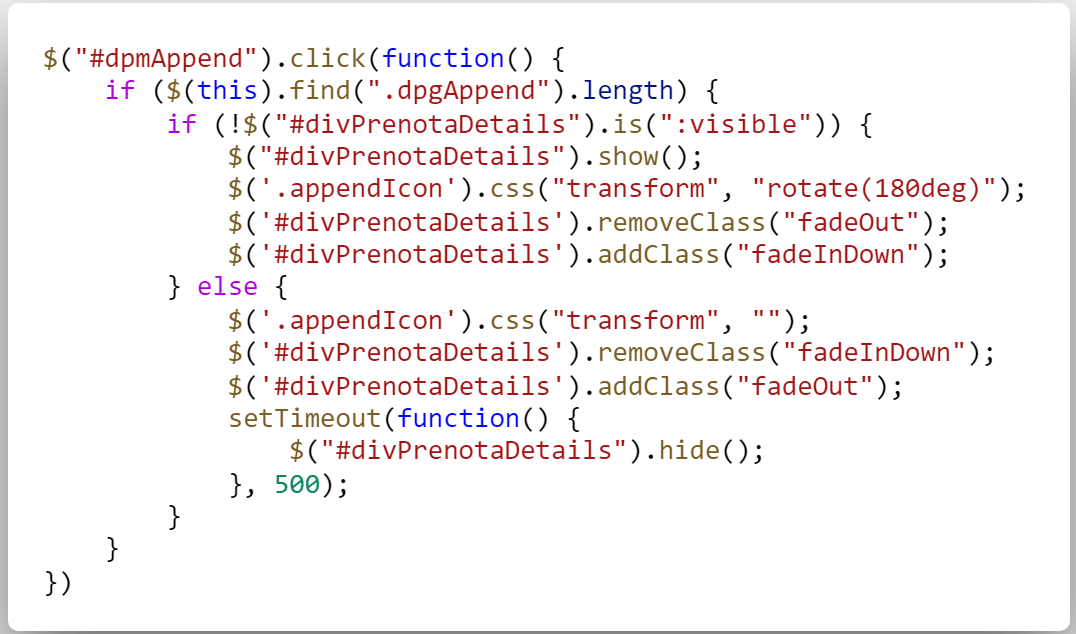 $("#dpmAppend").click(function() {
    if ($(this).find(".dpgAppend").length) {
        if (!$("#divPrenotaDetails").is(":visible")) {
            $("#divPrenotaDetails").show();
            $('.appendIcon').css("transform", "rotate(180deg)");
            $('#divPrenotaDetails').removeClass("fadeOut");
            $('#divPrenotaDetails').addClass("fadeInDown");
        } else {
            $('.appendIcon').css("transform", "");
            $('#divPrenotaDetails').removeClass("fadeInDown");
            $('#divPrenotaDetails').addClass("fadeOut");
            setTimeout(function() {
                $("#divPrenotaDetails").hide();
            }, 500);
        }
    }
})